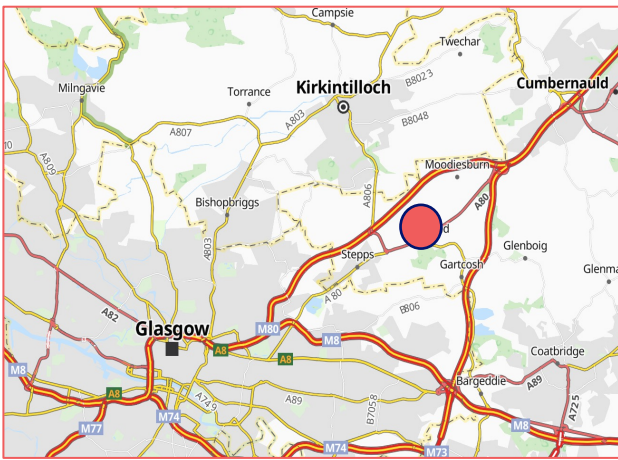 Campsie
Twechar
Milngavie
Torrance
Kirkintilloch
B8023
Cumbernauld
A803
B8048
A807
A809
Moodiesburn
A806
A80
Bishopbriggs
A803
d
Stepps
Glenboig
Gartcosh
Glenma
A80
B806
A82
Glasgow
M80
M8
A8
A8
Coatbridge
M8
Bargeddie
A89
A8
A749
A89
B7058
A725
M74
M8
M77
M74
M73